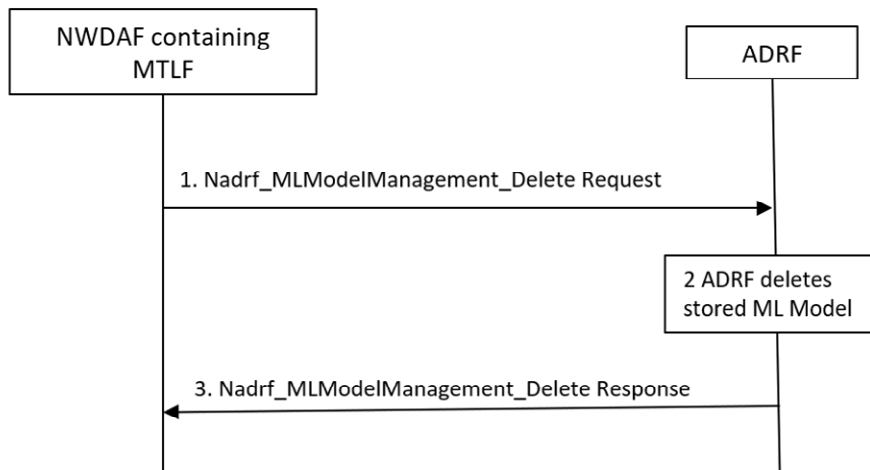 NWDAF containing
MTLF
ADRF
1. Nadrf_MLModelManagement_Delete Request
2 ADRF deletes
stored ML Model
3. Nadrf_MLModelManagement_Delete Response